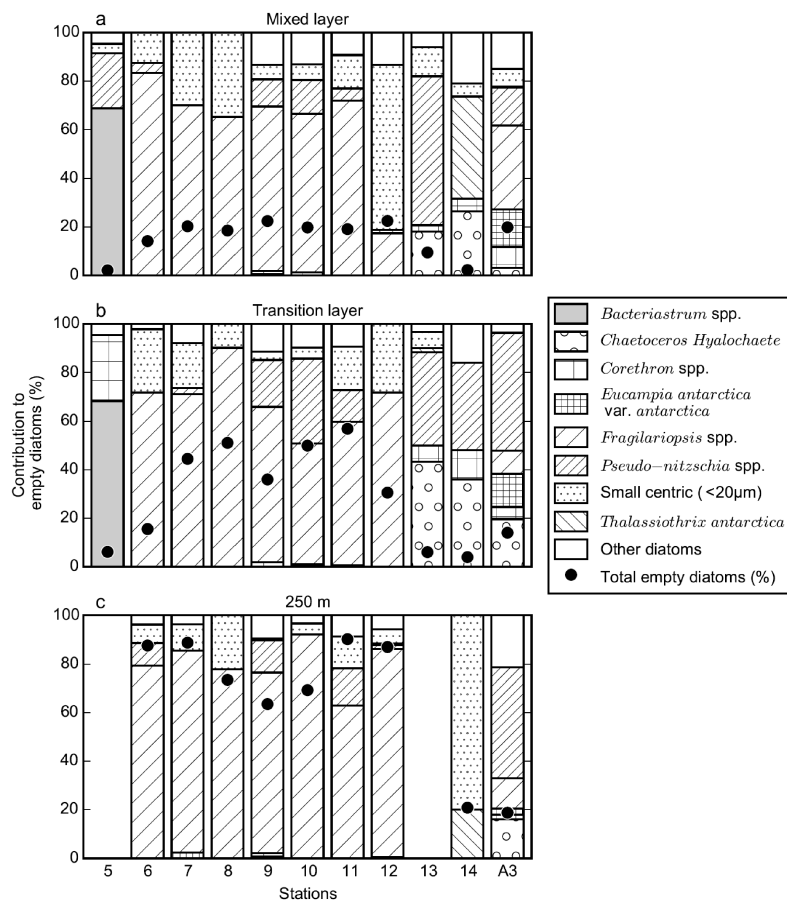 a
Mixed layer
100
80
60
40
20
0
b
Transition layer
100
80
60
40
20
0
Contribution to
empty diatoms (%)
c
250 m
100
80
60
40
20
0
5 6 7 8 9 10 11 12 13 14 A3
Stations
Bacteriastrum spp.
Chaetoceros Hyalochaete
Corethron spp.
Eucampia antarctica
var. antarctica
Fragilariopsis spp.
Pseudo−nitzschia spp.
Small centric (<20µm)
Thalassiothrix antarctica
Other diatoms
Total empty diatoms (%)